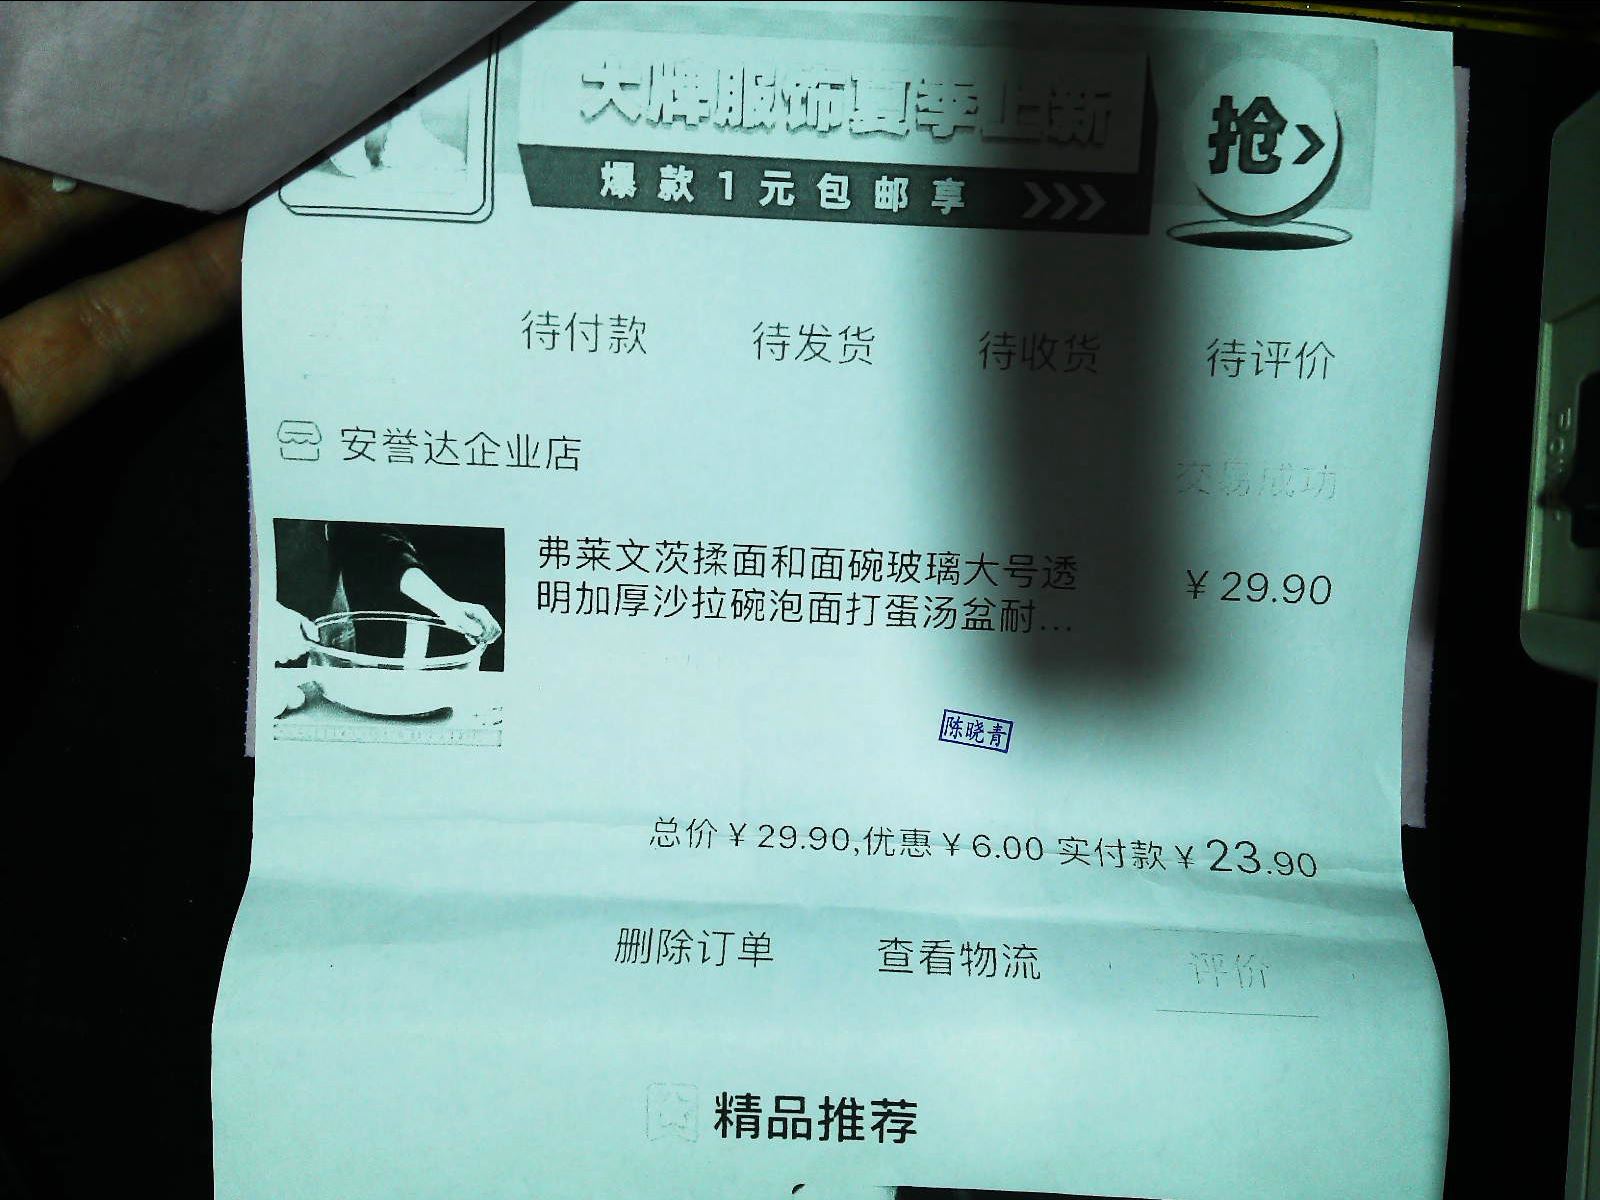 大牌服饰夏季上新
抢>
爆款1元包邮享 >>>
待付款 待发货 待收货 待评价
安誉达企业店
交易成功
弗莱文茨揉面和面碗玻璃大号透
明加厚沙拉碗泡面打蛋汤盆耐...
¥29.90
陈晓青
总价¥29.90,优惠¥6.00 实付款¥23.90
删除订单 查看物流 评价
精品推荐